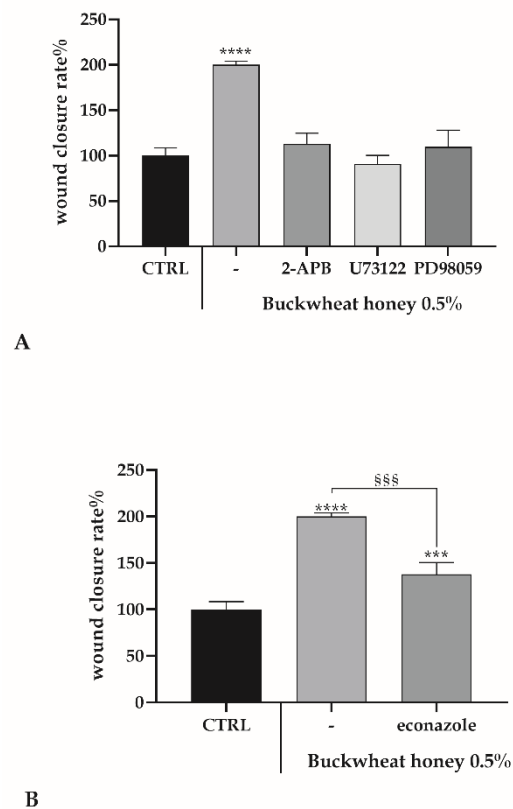 wound closure rate%
250
200
150
100
50
0
****
CTRL - 2-APB U73122 PD98059
Buckwheat honey 0.5%
A
wound closure rate%
250
200
150
100
50
0
§§§
****
***
CTRL - econazole
Buckwheat honey 0.5%
B